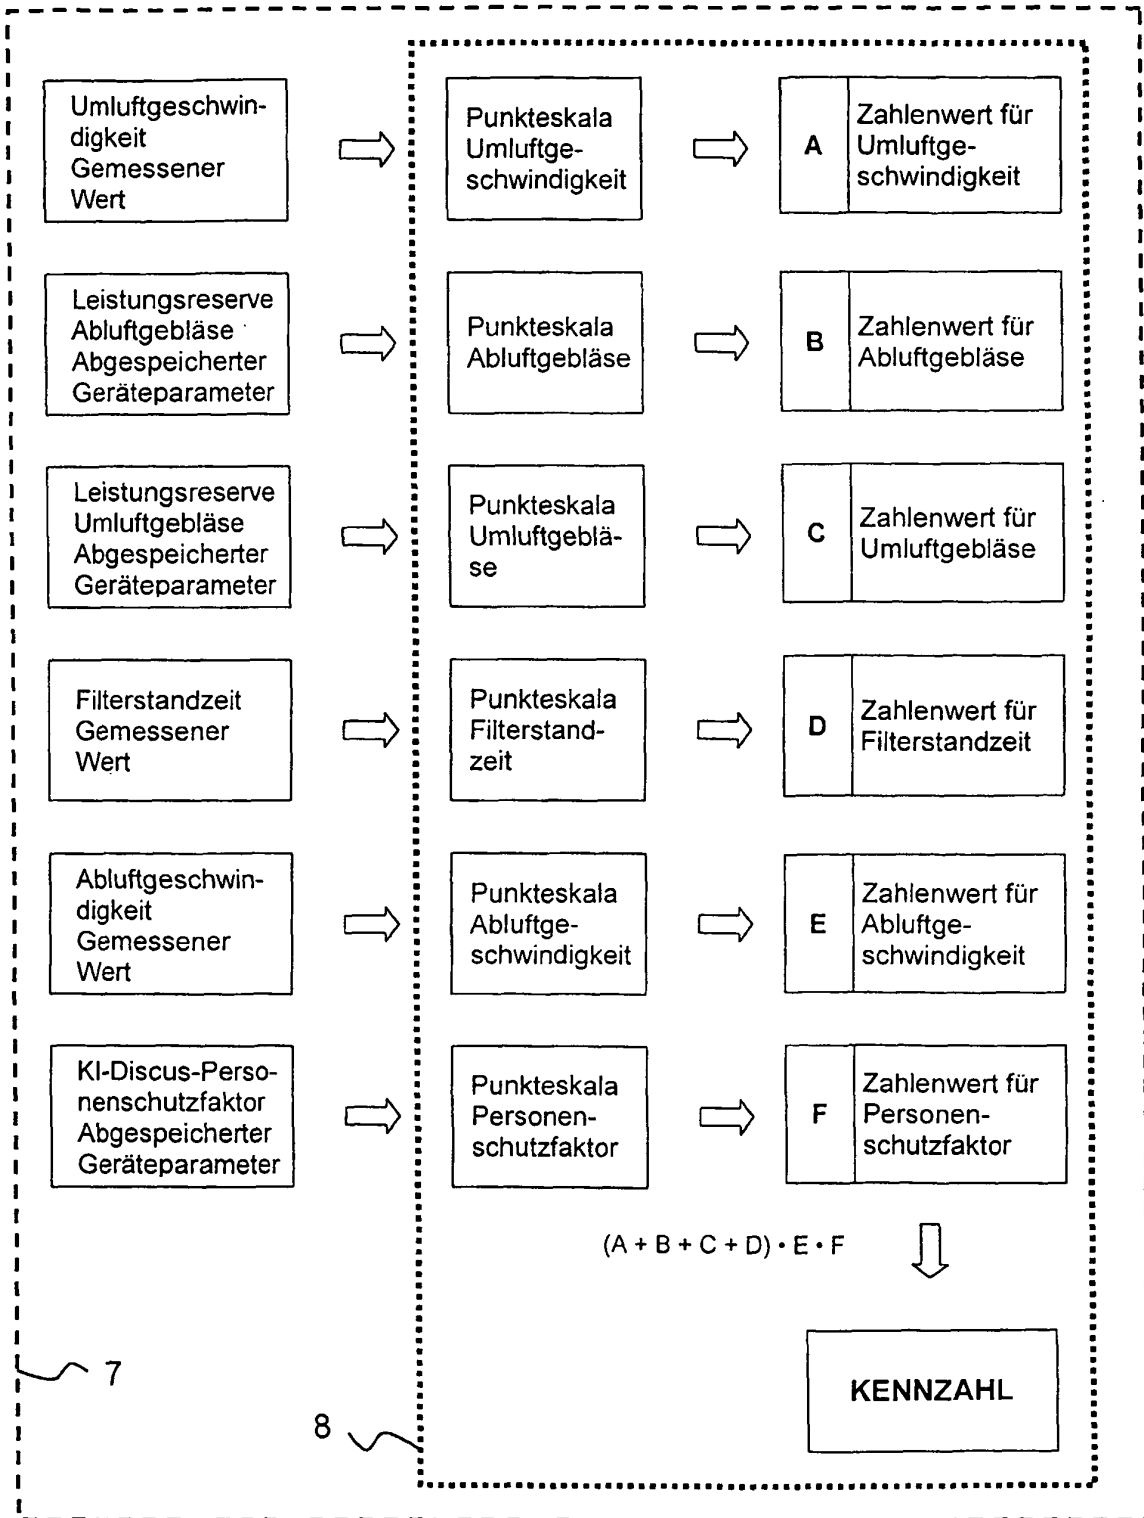 Umluftgeschwin-
digkeit
Gemessener
Wert
Punkteskala
Umluftge-
schwindigkeit
A
Zahlenwert für
Umluftge-
schwindigkeit
Leistungsreserve
Abluftgebläse
Abgespeicherter
Geräteparameter
Punkteskala
Abluftgebläse
B
Zahlenwert für
Abluftgebläse
Leistungsreserve
Umluftgebläse
Abgespeicherter
Geräteparameter
Punkteskala
Umluftgeblä-
se
C
Zahlenwert für
Umluftgebläse
Filterstandzeit
Gemessener
Wert
Punkteskala
Filterstand-
zeit
D
Zahlenwert für
Filterstandzeit
Abluftgeschwin-
digkeit
Gemessener
Wert
Punkteskala
Abluftge-
schwindigkeit
E
Zahlenwert für
Abluftge-
schwindigkeit
KI-Discus-Perso-
nenschutzfaktor
Abgespeicherter
Geräteparameter
Punkteskala
Personen-
schutzfaktor
F
Zahlenwert für
Personen-
schutzfaktor
(A + B + C + D) · E · F
7
KENNZAHL
8